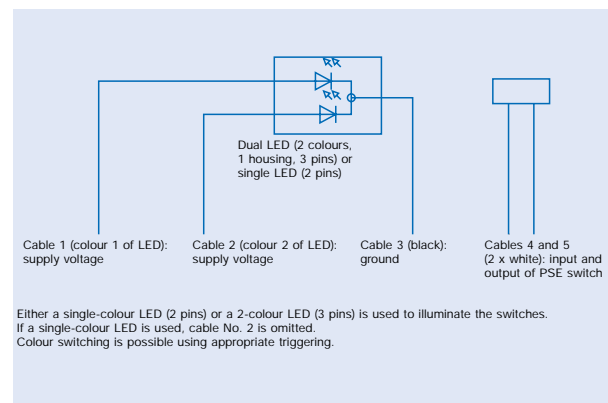 Dual LED (2 colours,
1 housing, 3 pins) or
single LED (2 pins)
Cable 1 (colour 1 of LED):
supply voltage
Cable 2 (colour 2 of LED):
supply voltage
Cable 3 (black):
ground
Cables 4 and 5
(2 x white): input and
output of PSE switch
Either a single-colour LED (2 pins) or a 2-colour LED (3 pins) is used to illuminate the switches.
If a single-colour LED is used, cable No. 2 is omitted.
Colour switching is possible using appropriate triggering.